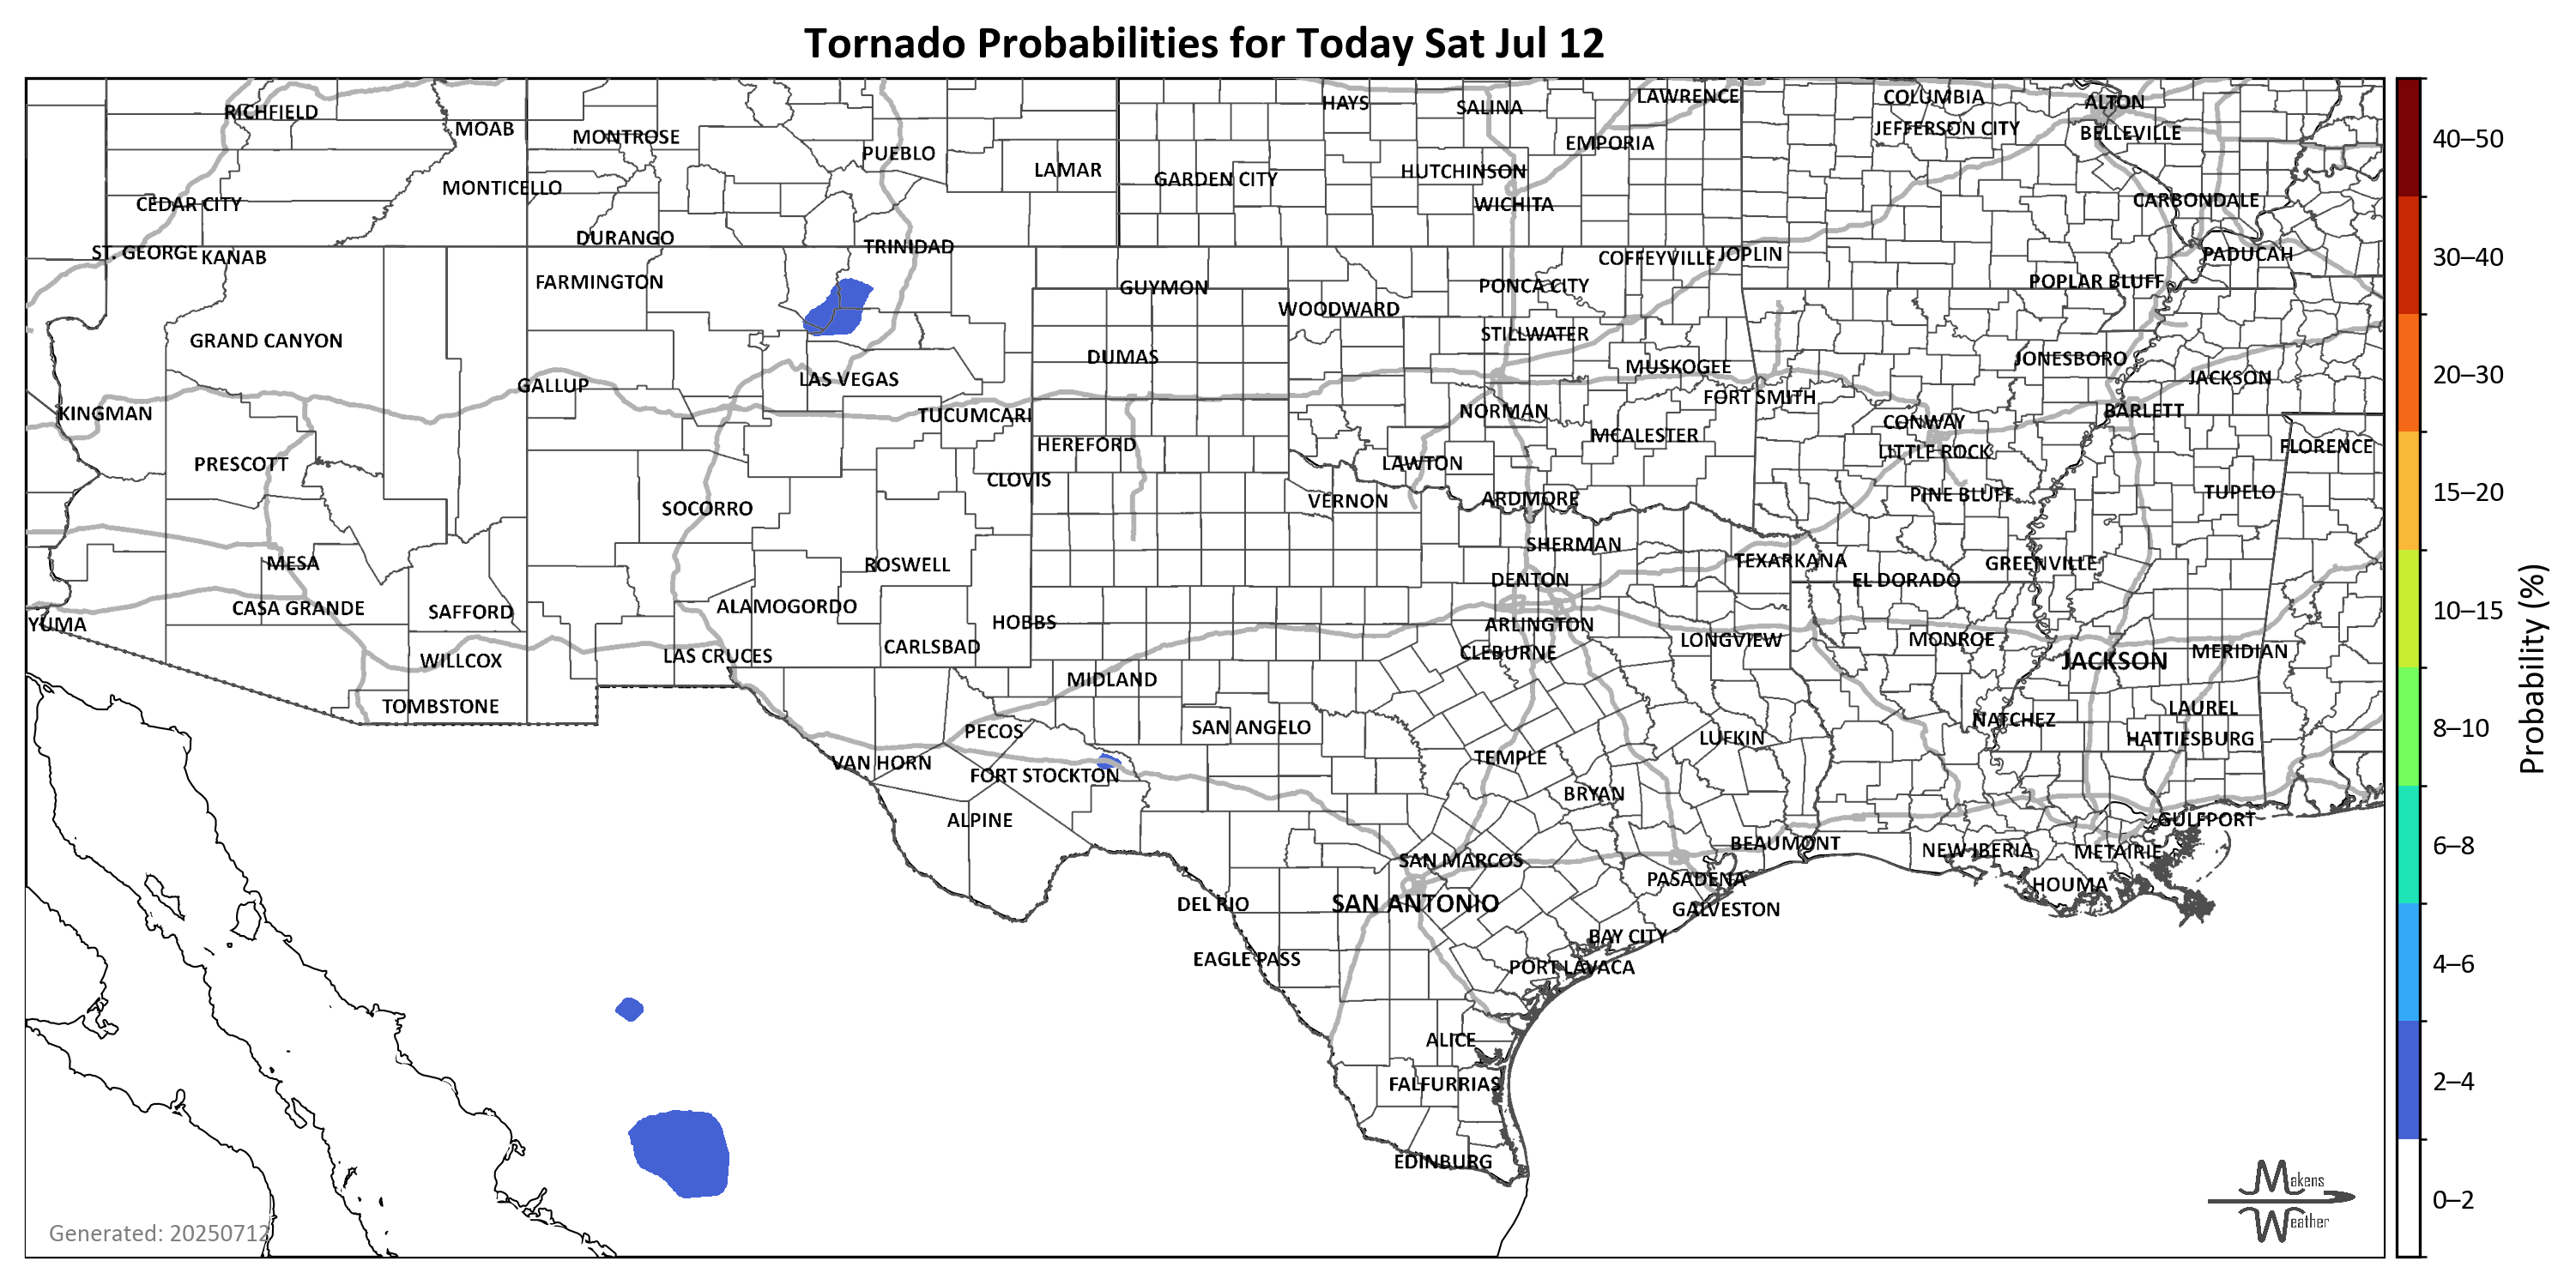 Tornado Probabilities for Today Sat Jul 12
RICHFIELD
MOAB
MONTROSE
PUEBLO
LAMAR
HAYS
SALINA
LAWRENCE
COLUMBIA
ALTON
JEFFERSON CITY
BELLEVILLE
EMPORIA
GARDEN CITY
HUTCHINSON
MONTICELLO
CEDAR CITY
WICHITA
CARBONDALE
DURANGO
TRINIDAD
ST. GEORGE
KANAB
COFFEYVILLE
JOPLIN
PADUCAH
FARMINGTON
GUYMON
PONCA CITY
POPLAR BLUFF
WOODWARD
GRAND CANYON
STILLWATER
DUMAS
JONESBORO
MUSKOGEE
LAS VEGAS
JACKSON
GALLUP
FORT SMITH
KINGMAN
TUCUMCARI
NORMAN
BARLETT
CONWAY
MCALESTER
HEREFORD
FLORENCE
LITTLE ROCK
PRESCOTT
LAWTON
CLOVIS
TUPELO
PINE BLUFF
VERNON
ARDMORE
SOCORRO
SHERMAN
MESA
ROSWELL
TEXARKANA
GREENVILLE
DENTON
EL DORADO
CASA GRANDE
SAFFORD
ALAMOGORDO
YUMA
HOBBS
ARLINGTON
CARLSBAD
CLEBURNE
LONGVIEW
MONROE
WILLCOX
LAS CRUCES
JACKSON
MERIDIAN
MIDLAND
TOMBSTONE
LAUREL
NATCHEZ
SAN ANGELO
PECOS
LUFKIN
HATTIESBURG
VAN HORN
FORT STOCKTON
TEMPLE
BRYAN
ALPINE
GULFPORT
BEAUMONT
NEW IBERIA
METAIRIE
SAN MARCOS
PASADENA
HOUMA
DEL RIO
SAN ANTONIO
GALVESTON
BAY CITY
EAGLE PASS
PORT LAVACA
ALICE
FALFURRIAS
EDINBURG
Generated: 20250712
Makens
Weather
40–50
30–40
20–30
15–20
10–15
8–10
6–8
4–6
2–4
0–2
Probability (%)